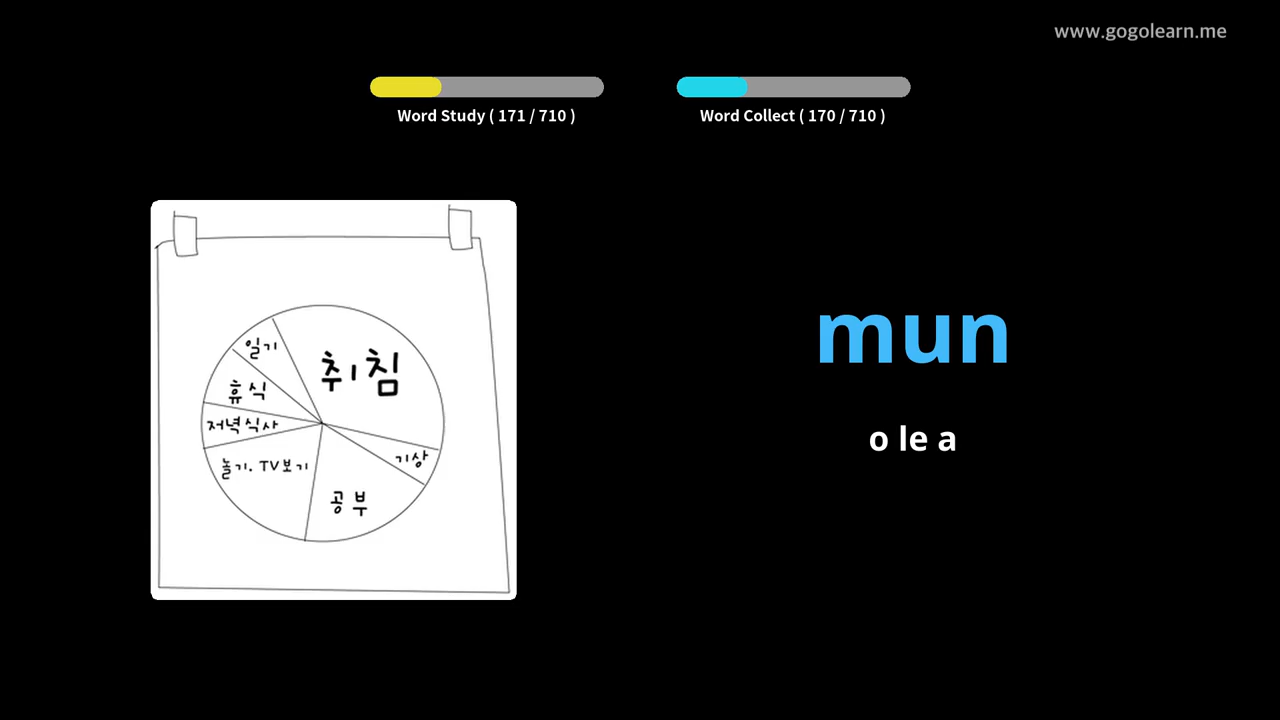 www.gogolearn.me
Word Study ( 171 / 710 )
Word Collect ( 170 / 710 )
일기
취침
휴식
저녁식사
놀기. TV보기
기상
공부
mun
o le a